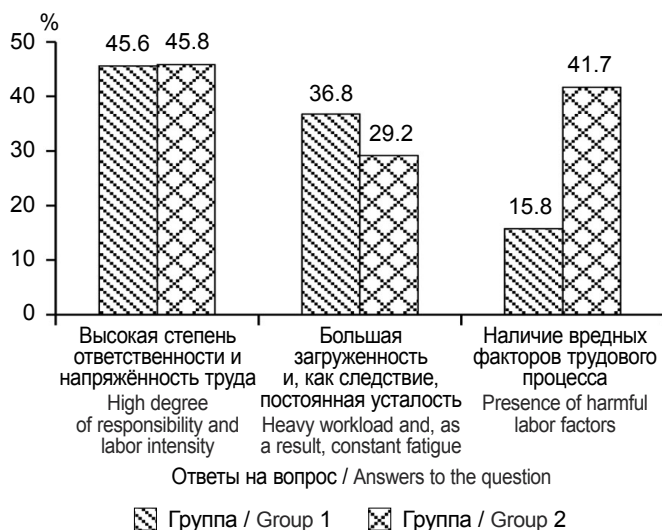 %
50
40
30
20
10
0
45.6 45.8
36.8
29.2
15.8
41.7
Высокая степень
ответственности и
напряжённость труда
High degree
of responsibility and
labor intensity
Большая
загруженность
и, как следствие,
постоянная усталость
Heavy workload and, as
a result, constant fatigue
Наличие вредных
факторов трудового
процесса
Presence of harmful
labor factors
Ответы на вопрос / Answers to the question
Группа / Group 1 Группа / Group 2